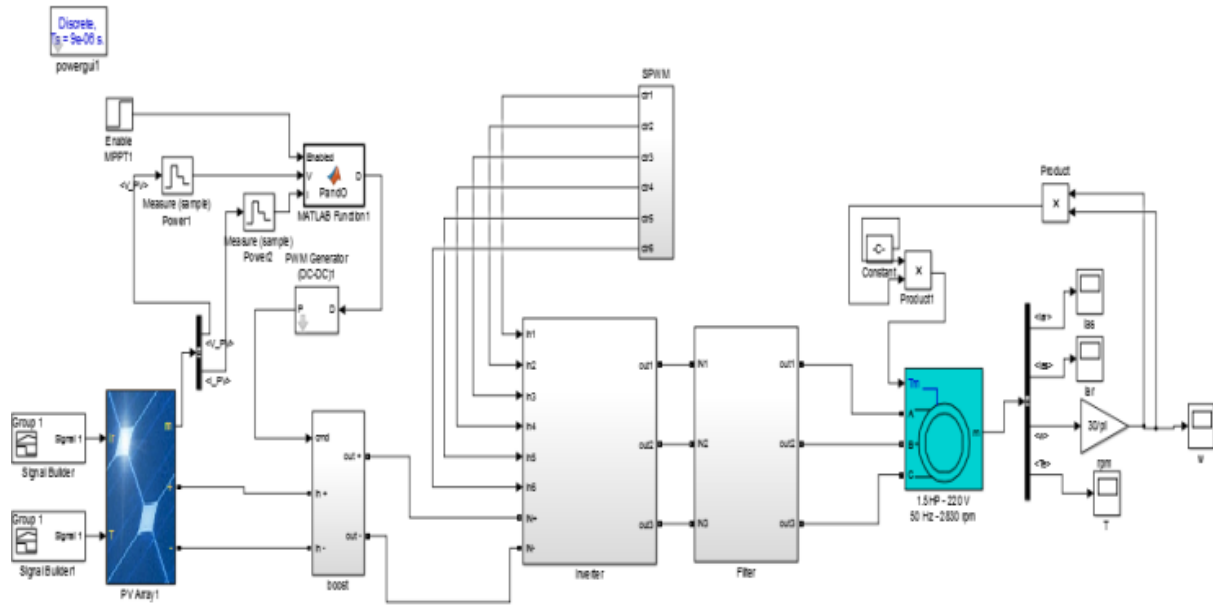 Discrete,
Ts = 9e-06 s.
powergui1
SPWM
ctr1
ctr2
ctr3
ctr4
ctr5
ctr6
Enable
MPPT1
Enabled
V
I
D
PandO
MATLAB Function1
<V_PV>
Measure (sample)
Power1
Measure (sample)
Power2
PWM Generator
(DC-DC)1
P
D
<V_PV>
<I_PV>
Product
×
-C-
Constant
×
Product1
Group 1
Signal 1
Signal Builder
Group 1
Signal 1
Signal Builder1
T
m
+
-
PV Array1
cmd
out +
In +
out -
In -
boost
In1
In2
In3
In4
In5
In6
IN+
IN-
out1
out2
out3
Inverter
IN1
IN2
IN3
out1
out2
out3
Filter
Tm
A
B
C
m
1.5HP - 220 V
50 Hz - 2830 rpm
<w>
<Te>
Ias
Iar
30/pi
rpm
T
w